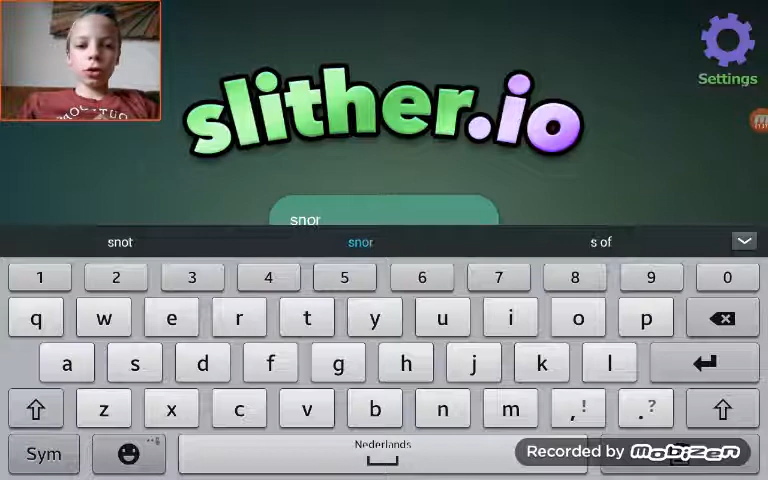 slither.io
Settings
snor
snot snor s of
1 2 3 4 5 6 7 8 9 0
q w e r t y u i o p
a s d f g h j k l
z x c v b n m ,! .?
Sym Nederlands
Recorded by mobizen